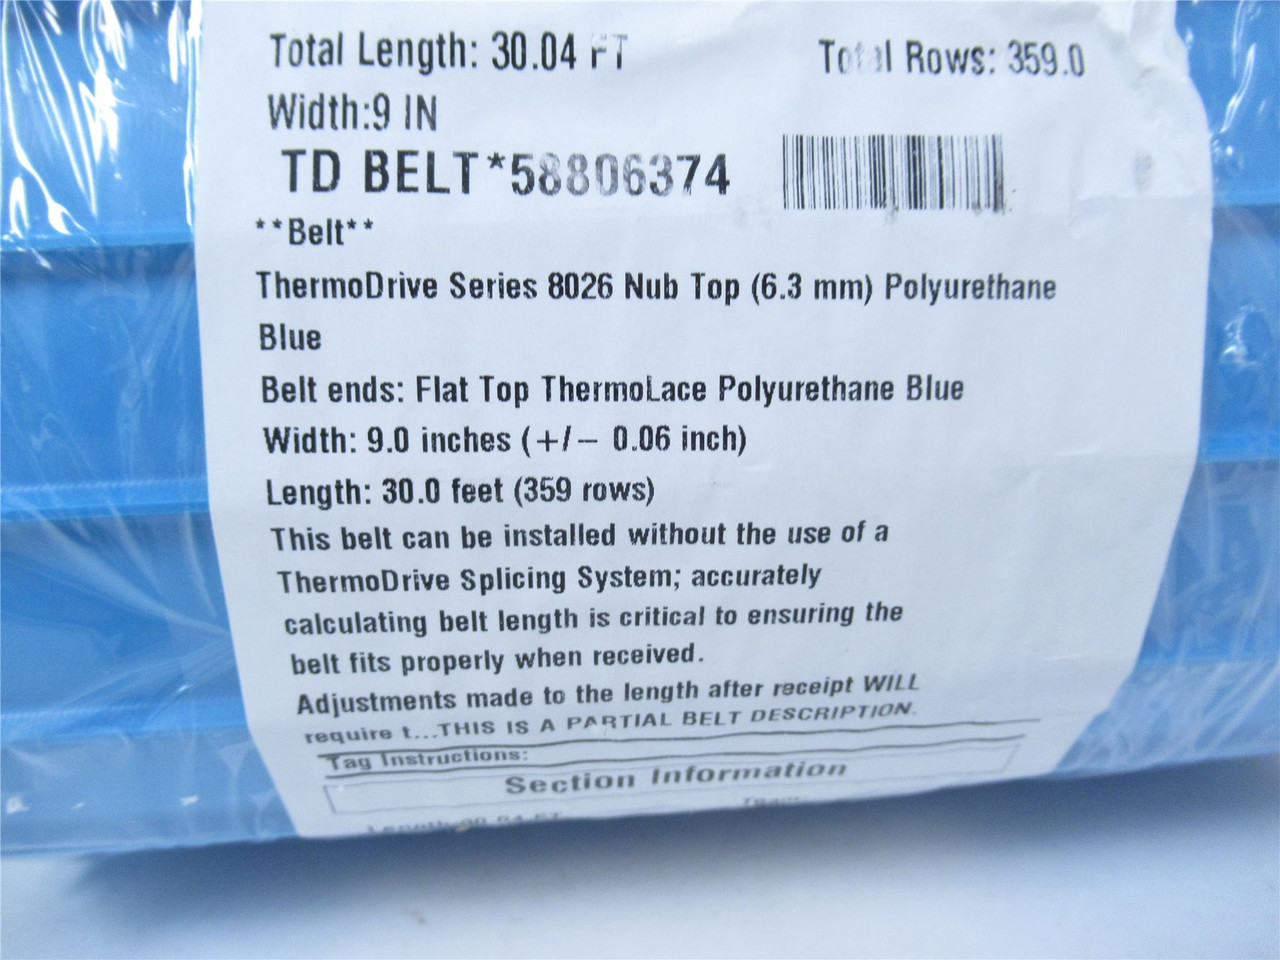 Total Length: 30.04 FT
Total Rows: 359.0
Width:9 IN
TD BELT*58806374
**Belt**
ThermoDrive Series 8026 Nub Top (6.3 mm) Polyurethane
Blue
Belt ends: Flat Top ThermoLace Polyurethane Blue
Width: 9.0 inches (+/- 0.06 inch)
Length: 30.0 feet (359 rows)
This belt can be installed without the use of a
ThermoDrive Splicing System; accurately
calculating belt length is critical to ensuring the
belt fits properly when received.
Adjustments made to the length after receipt WILL
require t...THIS IS A PARTIAL BELT DESCRIPTION.
Tag Instructions:
Section Information
Length: 30.04 FT